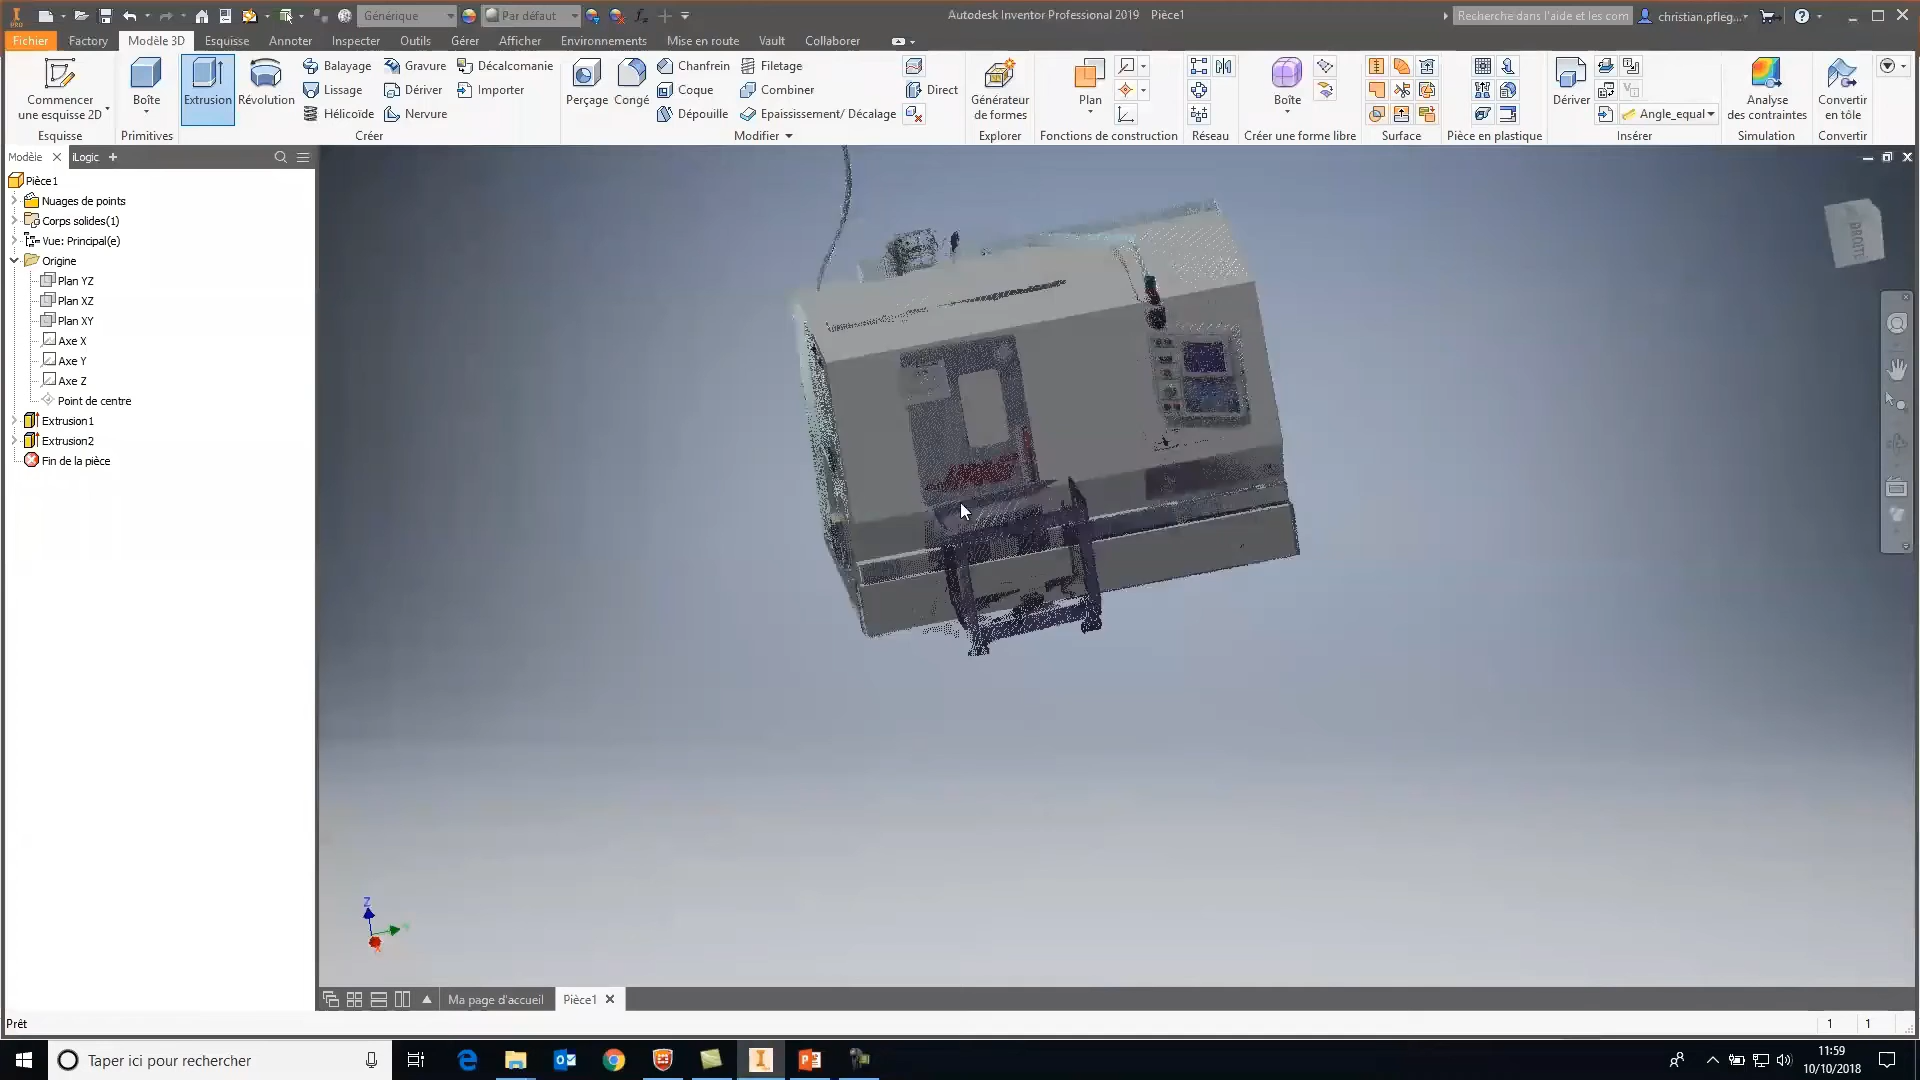 Générique
Par défaut
Autodesk Inventor Professional 2019 Pièce1
Recherche dans l'aide et les com
christian.pfleg...
Fichier
Factory
Modèle 3D
Esquisse
Annoter
Inspecter
Outils
Gérer
Afficher
Environnements
Mise en route
Vault
Collaborer
Commencer
une esquisse 2D
Esquisse
Boîte
Primitives
Extrusion
Révolution
Balayage
Lissage
Hélicoïde
Gravure
Dériver
Nervure
Décalcomanie
Importer
Créer
Perçage
Congé
Chanfrein
Coque
Dépouille
Filetage
Combiner
Epaississement/ Décalage
Direct
Modifier
Générateur
de formes
Explorer
Plan
Fonctions de construction
Réseau
Boîte
Créer une forme libre
Surface
Pièce en plastique
Dériver
Angle_equal
Insérer
Analyse
des contraintes
Simulation
Convertir
en tôle
Convertir
Modèle
iLogic
Pièce1
Nuages de points
Corps solides(1)
Vue: Principal(e)
Origine
Plan YZ
Plan XZ
Plan XY
Axe X
Axe Y
Axe Z
Point de centre
Extrusion1
Extrusion2
Fin de la pièce
DROITE
Z
Ma page d'accueil
Pièce1
Prêt
1
1
Taper ici pour rechercher
11:59
10/10/2018